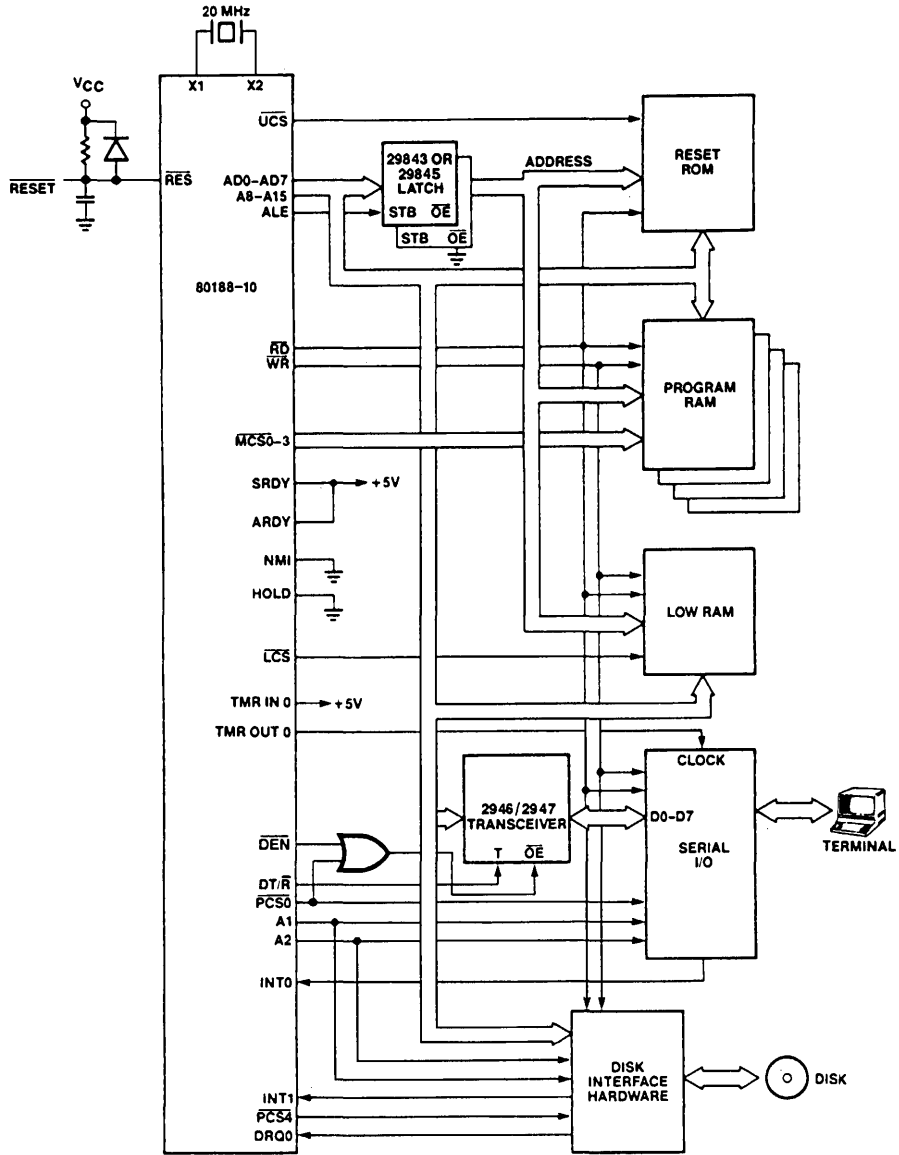 20 MHz
X1 X2
VCC
RESET
RES
UCS
AD0–AD7
A8–A15
ALE
29843 OR
29845
LATCH
STB OE
STB OE
ADDRESS
RESET
ROM
80188-10
RD
WR
PROGRAM
RAM
MCS0-3
SRDY
+5V
ARDY
NMI
HOLD
LOW RAM
LCS
TMR IN 0
+5V
TMR OUT 0
CLOCK
2946/2947
TRANSCEIVER
T OE
D0–D7
SERIAL
I/O
TERMINAL
DEN
DT/R
PCS0
A1
A2
INT0
DISK
INTERFACE
HARDWARE
DISK
INT1
PCS4
DRQ0